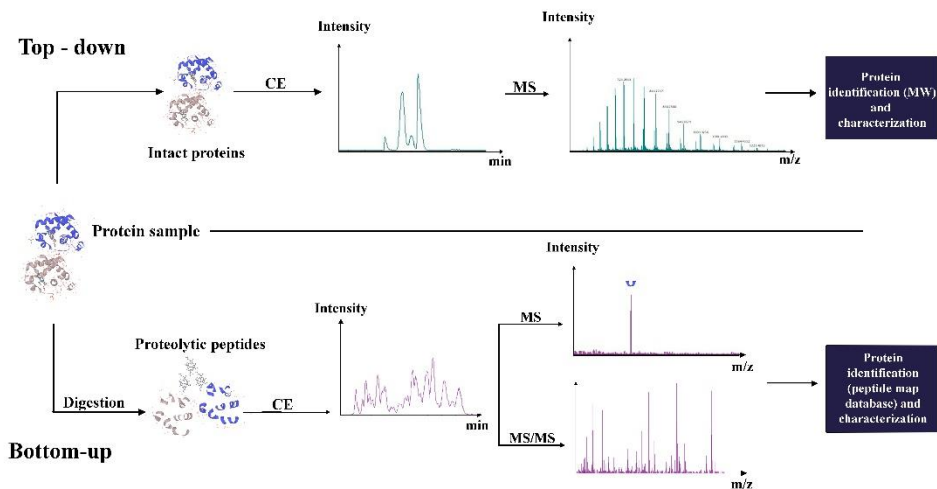 Top - down
Intact proteins
CE
Intensity
min
MS
Intensity
m/z
Protein
identification (MW)
and
characterization
Protein sample
Bottom-up
Digestion
Proteolytic peptides
CE
Intensity
min
MS
Intensity
m/z
MS/MS
m/z
Protein
identification
(peptide map
database) and
characterization